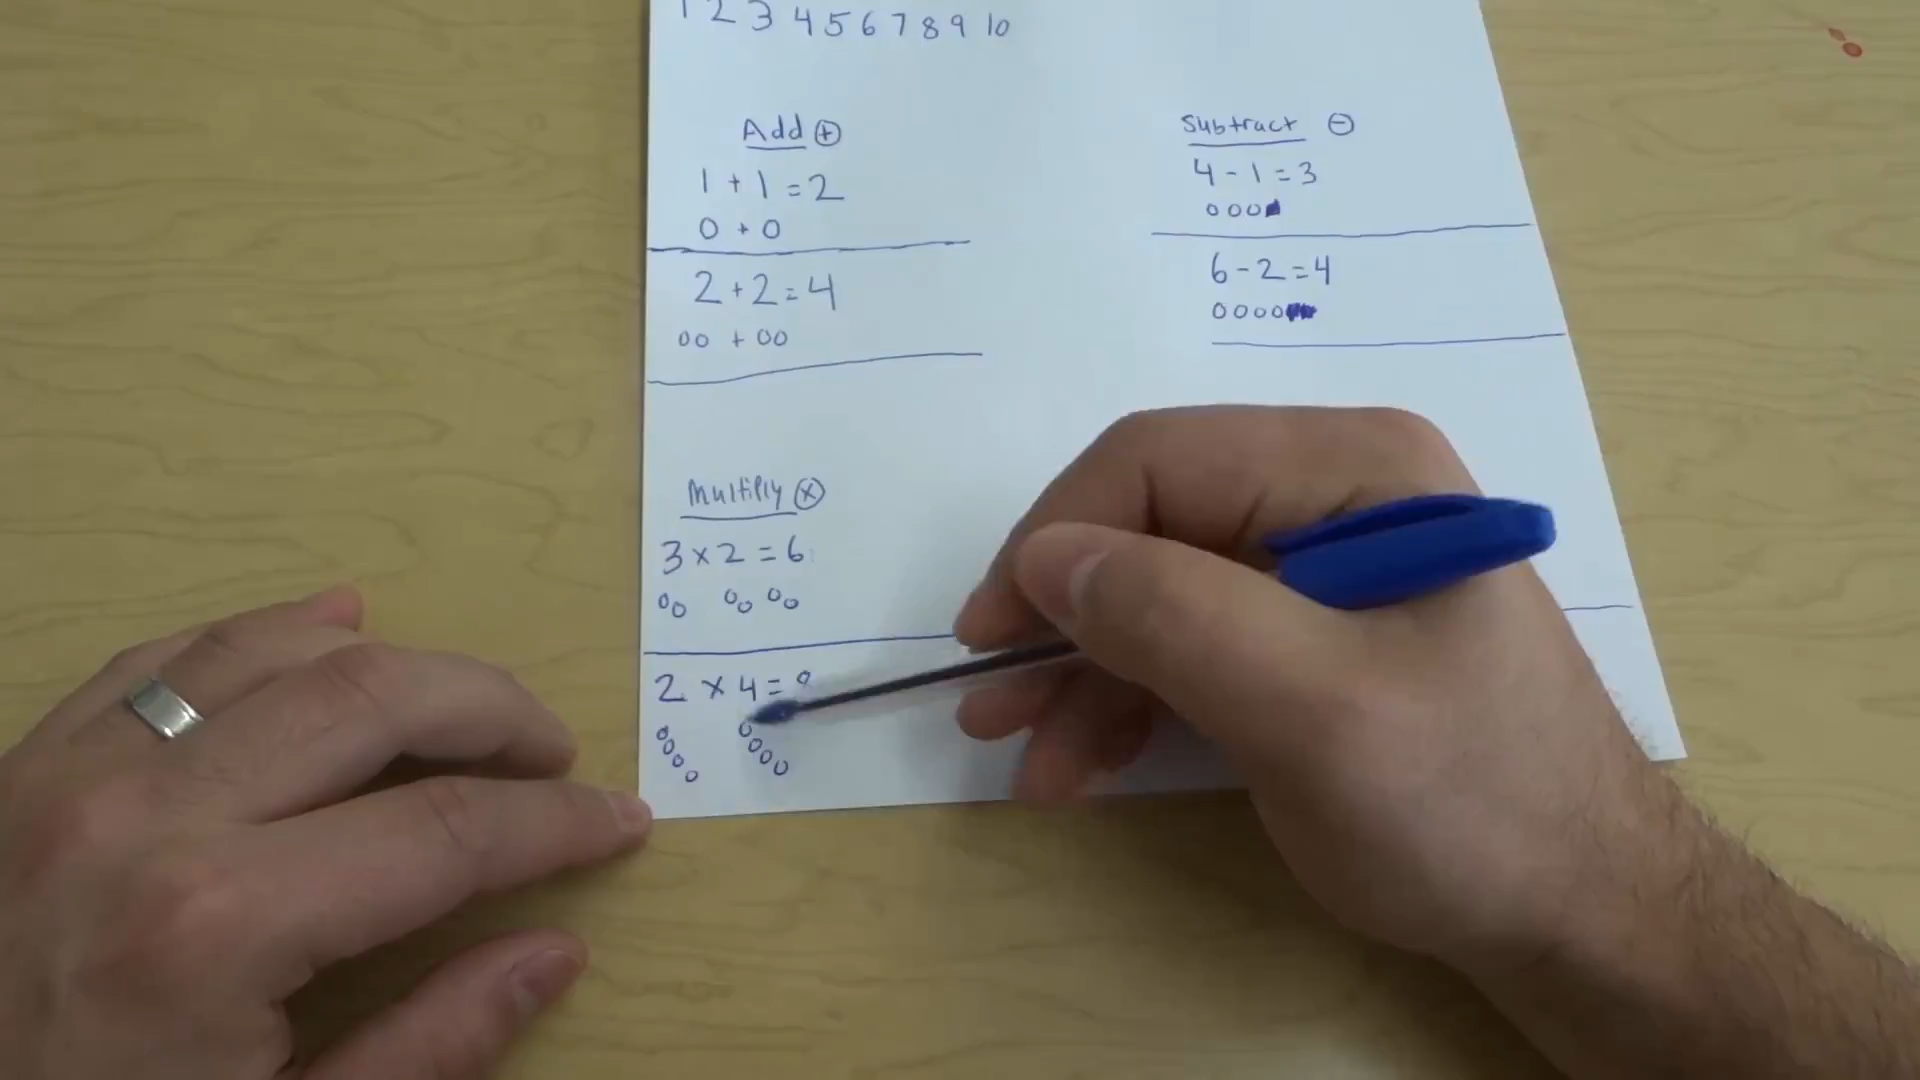 1 2 3 4 5 6 7 8 9 10
Add +
1 + 1 = 2
0 + 0
2 + 2 = 4
00 + 00
Subtract -
4 - 1 = 3
000
6 - 2 = 4
0000
Multiply x
3 x 2 = 6
00 00 00
2 x 4 =